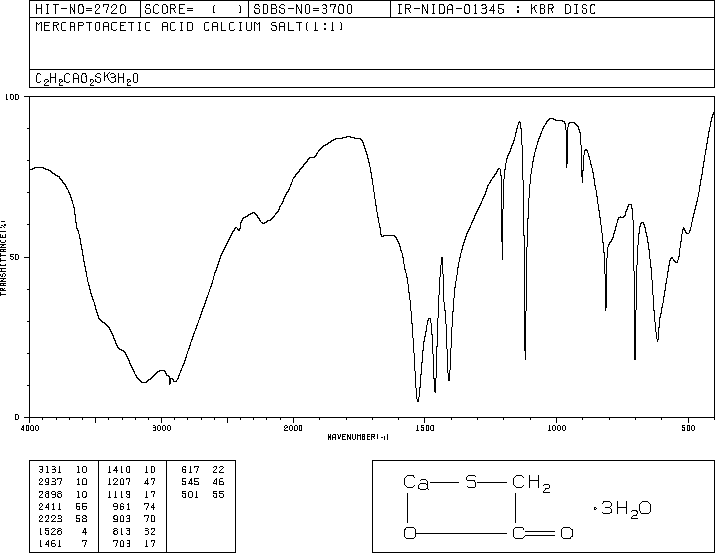 HIT-NO=2720 SCORE= ( ) SDBS-NO=3700 IR-NIDA-01345 : KBR DISC
MERCAPTOACETIC ACID CALCIUM SALT(1:1)
C2H2CAO2SK3H2O
100
50
0
TRANSMITTANCE(%)
4000 3000 2000 1500 1000 500
WAVENUMBER(-1)
3131 10 1410 10 617 22
2937 10 1207 47 545 46
2898 10 1119 17 501 55
2411 55 961 74
2223 58 903 70
1528 4 813 32
1461 7 703 17
Ca S CH2
·3H2O
O C O